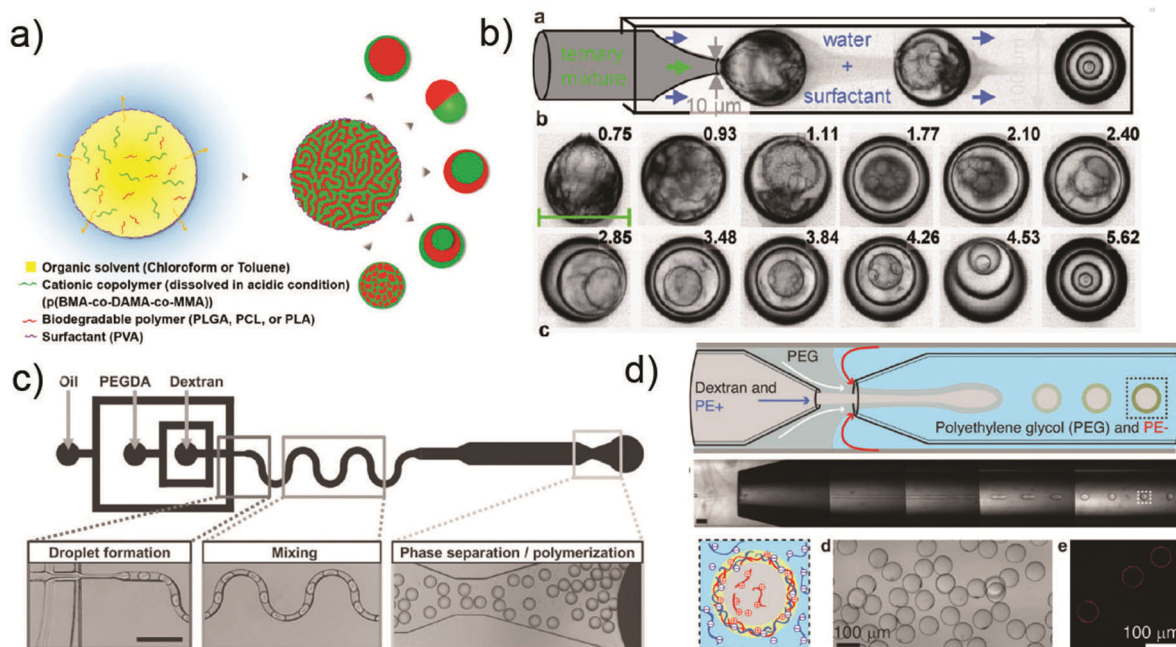 a)
Organic solvent (Chloroform or Toluene)
Cationic copolymer (dissolved in acidic condition)
(p(BMA-co-DAMA-co-MMA))
Biodegradable polymer (PLGA, PCL, or PLA)
Surfactant (PVA)
b)
a
ternary
mixture
10 µm
water
+
surfactant
b
0.75
0.93
1.11
1.77
2.10
2.40
2.85
3.48
3.84
4.26
4.53
5.62
c
c)
Oil
PEGDA
Dextran
Droplet formation
Mixing
Phase separation / polymerization
d)
PEG
Dextran and
PE+
Polyethylene glycol (PEG) and PE-
d
100 µm
e
100 µm